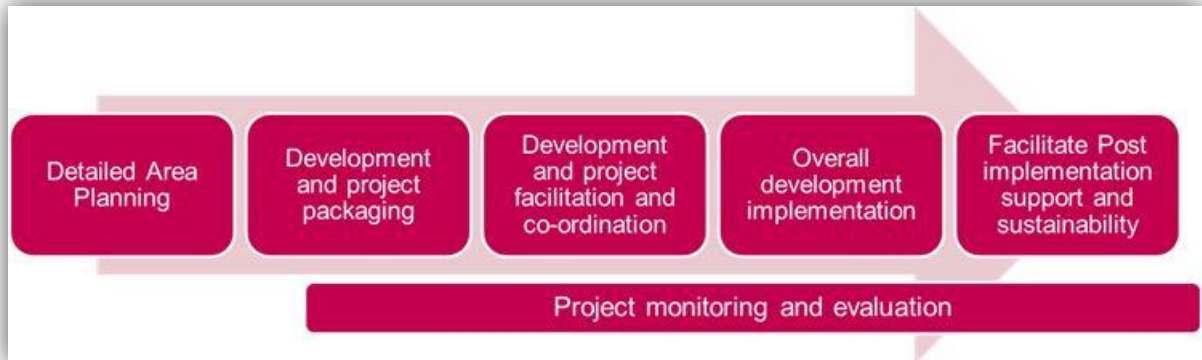 Detailed Area
Planning
Development
and project
packaging
Development
and project
facilitation and
co-ordination
Overall
development
implementation
Facilitate Post
implementation
support and
sustainability
Project monitoring and evaluation